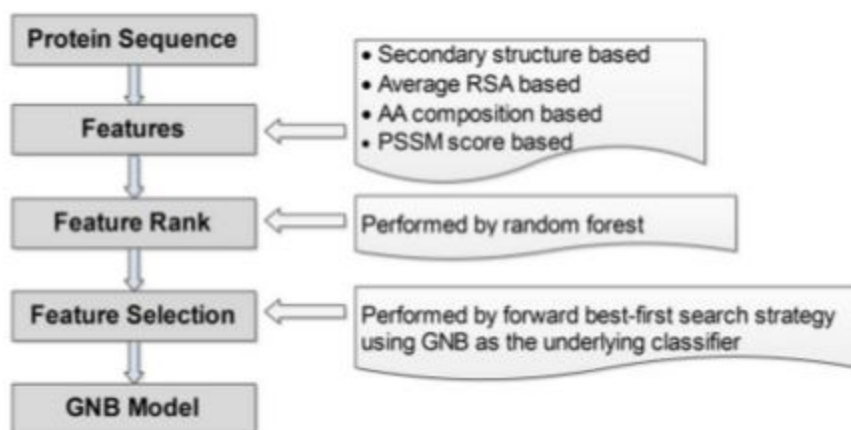 Protein Sequence
• Secondary structure based
• Average RSA based
• AA composition based
• PSSM score based
Features
Feature Rank
Performed by random forest
Feature Selection
Performed by forward best-first search strategy
using GNB as the underlying classifier
GNB Model